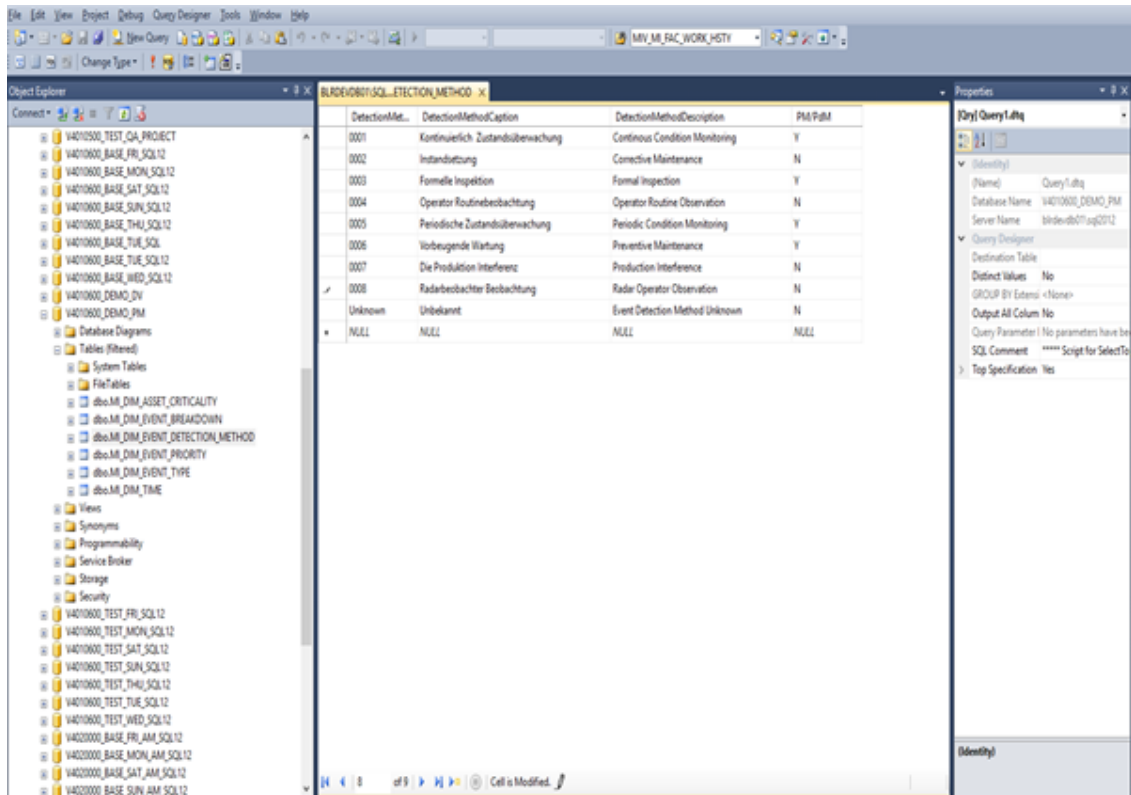 File Edit View Project Debug Query Designer Tools Window Help
New Query MIV_MI_FAC_WORK_HSTY
Change Type
Object Explorer
Connect
V4010500_TEST_QA_PROJECT
V4010600_BASE_FRI_SQL12
V4010600_BASE_MON_SQL12
V4010600_BASE_SAT_SQL12
V4010600_BASE_SUN_SQL12
V4010600_BASE_THU_SQL12
V4010600_BASE_TUE_SQL
V4010600_BASE_TUE_SQL12
V4010600_BASE_WED_SQL12
V4010600_DEMO_DV
V4010600_DEMO_PM
Database Diagrams
Tables (filtered)
System Tables
FileTables
dbo.MI_DIM_ASSET_CRITICALITY
dbo.MI_DIM_EVENT_BREAKDOWN
dbo.MI_DIM_EVENT_DETECTION_METHOD
dbo.MI_DIM_EVENT_PRIORITY
dbo.MI_DIM_EVENT_TYPE
dbo.MI_DIM_TIME
Views
Synonyms
Programmability
Service Broker
Storage
Security
V4010600_TEST_FRI_SQL12
V4010600_TEST_MON_SQL12
V4010600_TEST_SAT_SQL12
V4010600_TEST_SUN_SQL12
V4010600_TEST_THU_SQL12
V4010600_TEST_TUE_SQL12
V4010600_TEST_WED_SQL12
V4020000_BASE_FRI_AM_SQL12
V4020000_BASE_MON_AM_SQL12
V4020000_BASE_SAT_AM_SQL12
V4020000_BASE_SUN_AM_SQL12
BLRDEVDB01\SQL...ETECTION_METHOD
DetectionMet... DetectionMethodCaption DetectionMethodDescription PM/PdM
0001 Kontinuierlich Zustandsüberwachung Continous Condition Monitoring Y
0002 Instandsetzung Corrective Maintenance N
0003 Formelle Inspektion Formal Inspection Y
0004 Operator Routinebeobachtung Operator Routine Observation N
0005 Periodische Zustandsüberwachung Periodic Condition Monitoring Y
0006 Vorbeugende Wartung Preventive Maintenance Y
0007 Die Produktion Interferenz Production Interference N
0008 Radarbeobachter Beobachtung Radar Operator Observation N
Unknown Unbekannt Event Detection Method Unknown N
NULL NULL NULL NULL
8 of 9 Cell is Modified.
Properties
[Qry] Query1.dtq
(Identity)
(Name) Query1.dtq
Database Name V4010600_DEMO_PM
Server Name blrdevdb01\sql2012
Query Designer
Destination Table
Distinct Values No
GROUP BY Extensi <None>
Output All Colum No
Query Parameter l No parameters have be
SQL Comment ***** Script for SelectTo
Top Specification Yes
(Identity)